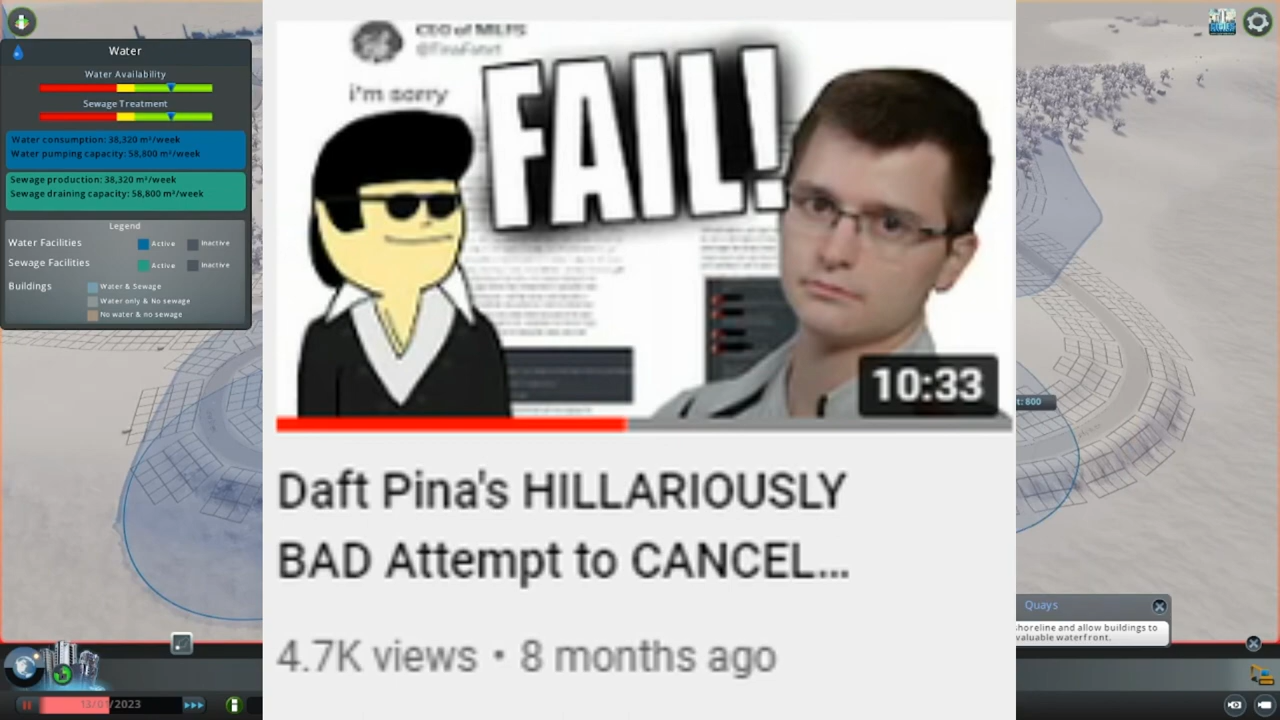 Water
Water Availability
Sewage Treatment
Water consumption: 38,320 m³/week
Water pumping capacity: 58,800 m³/week
Sewage production: 38,320 m³/week
Sewage draining capacity: 58,800 m³/week
Legend
Water Facilities Active Inactive
Sewage Facilities Active Inactive
Buildings Water & Sewage
Water only & No sewage
No water & no sewage
CEO of MILFS
i'm sorry
FAIL!
10:33
Daft Pina's HILLARIOUSLY
BAD Attempt to CANCEL...
4.7K views • 8 months ago
t: 800
Quays
shoreline and allow buildings to
valuable waterfront.
13/01/2023